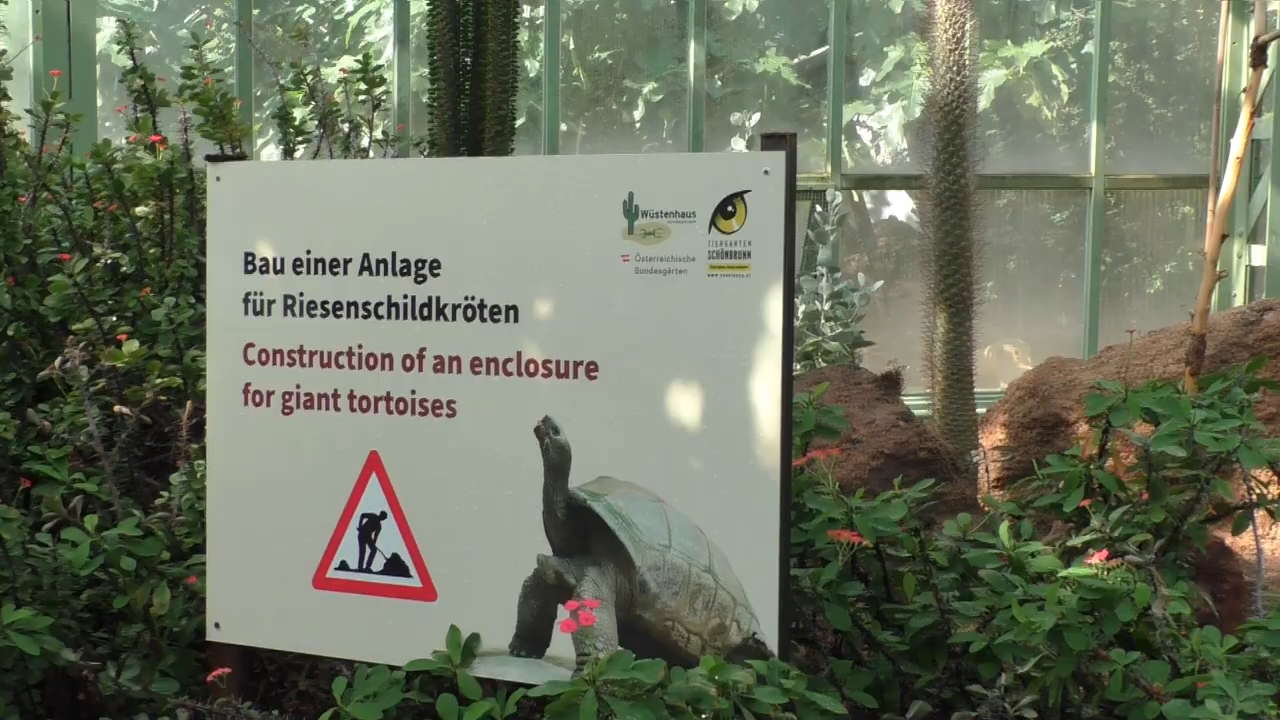 Wüstenhaus
TIERGARTEN
SCHÖNBRUNN
Österreichische
Bundesgärten
Bau einer Anlage
für Riesenschildkröten
Construction of an enclosure
for giant tortoises